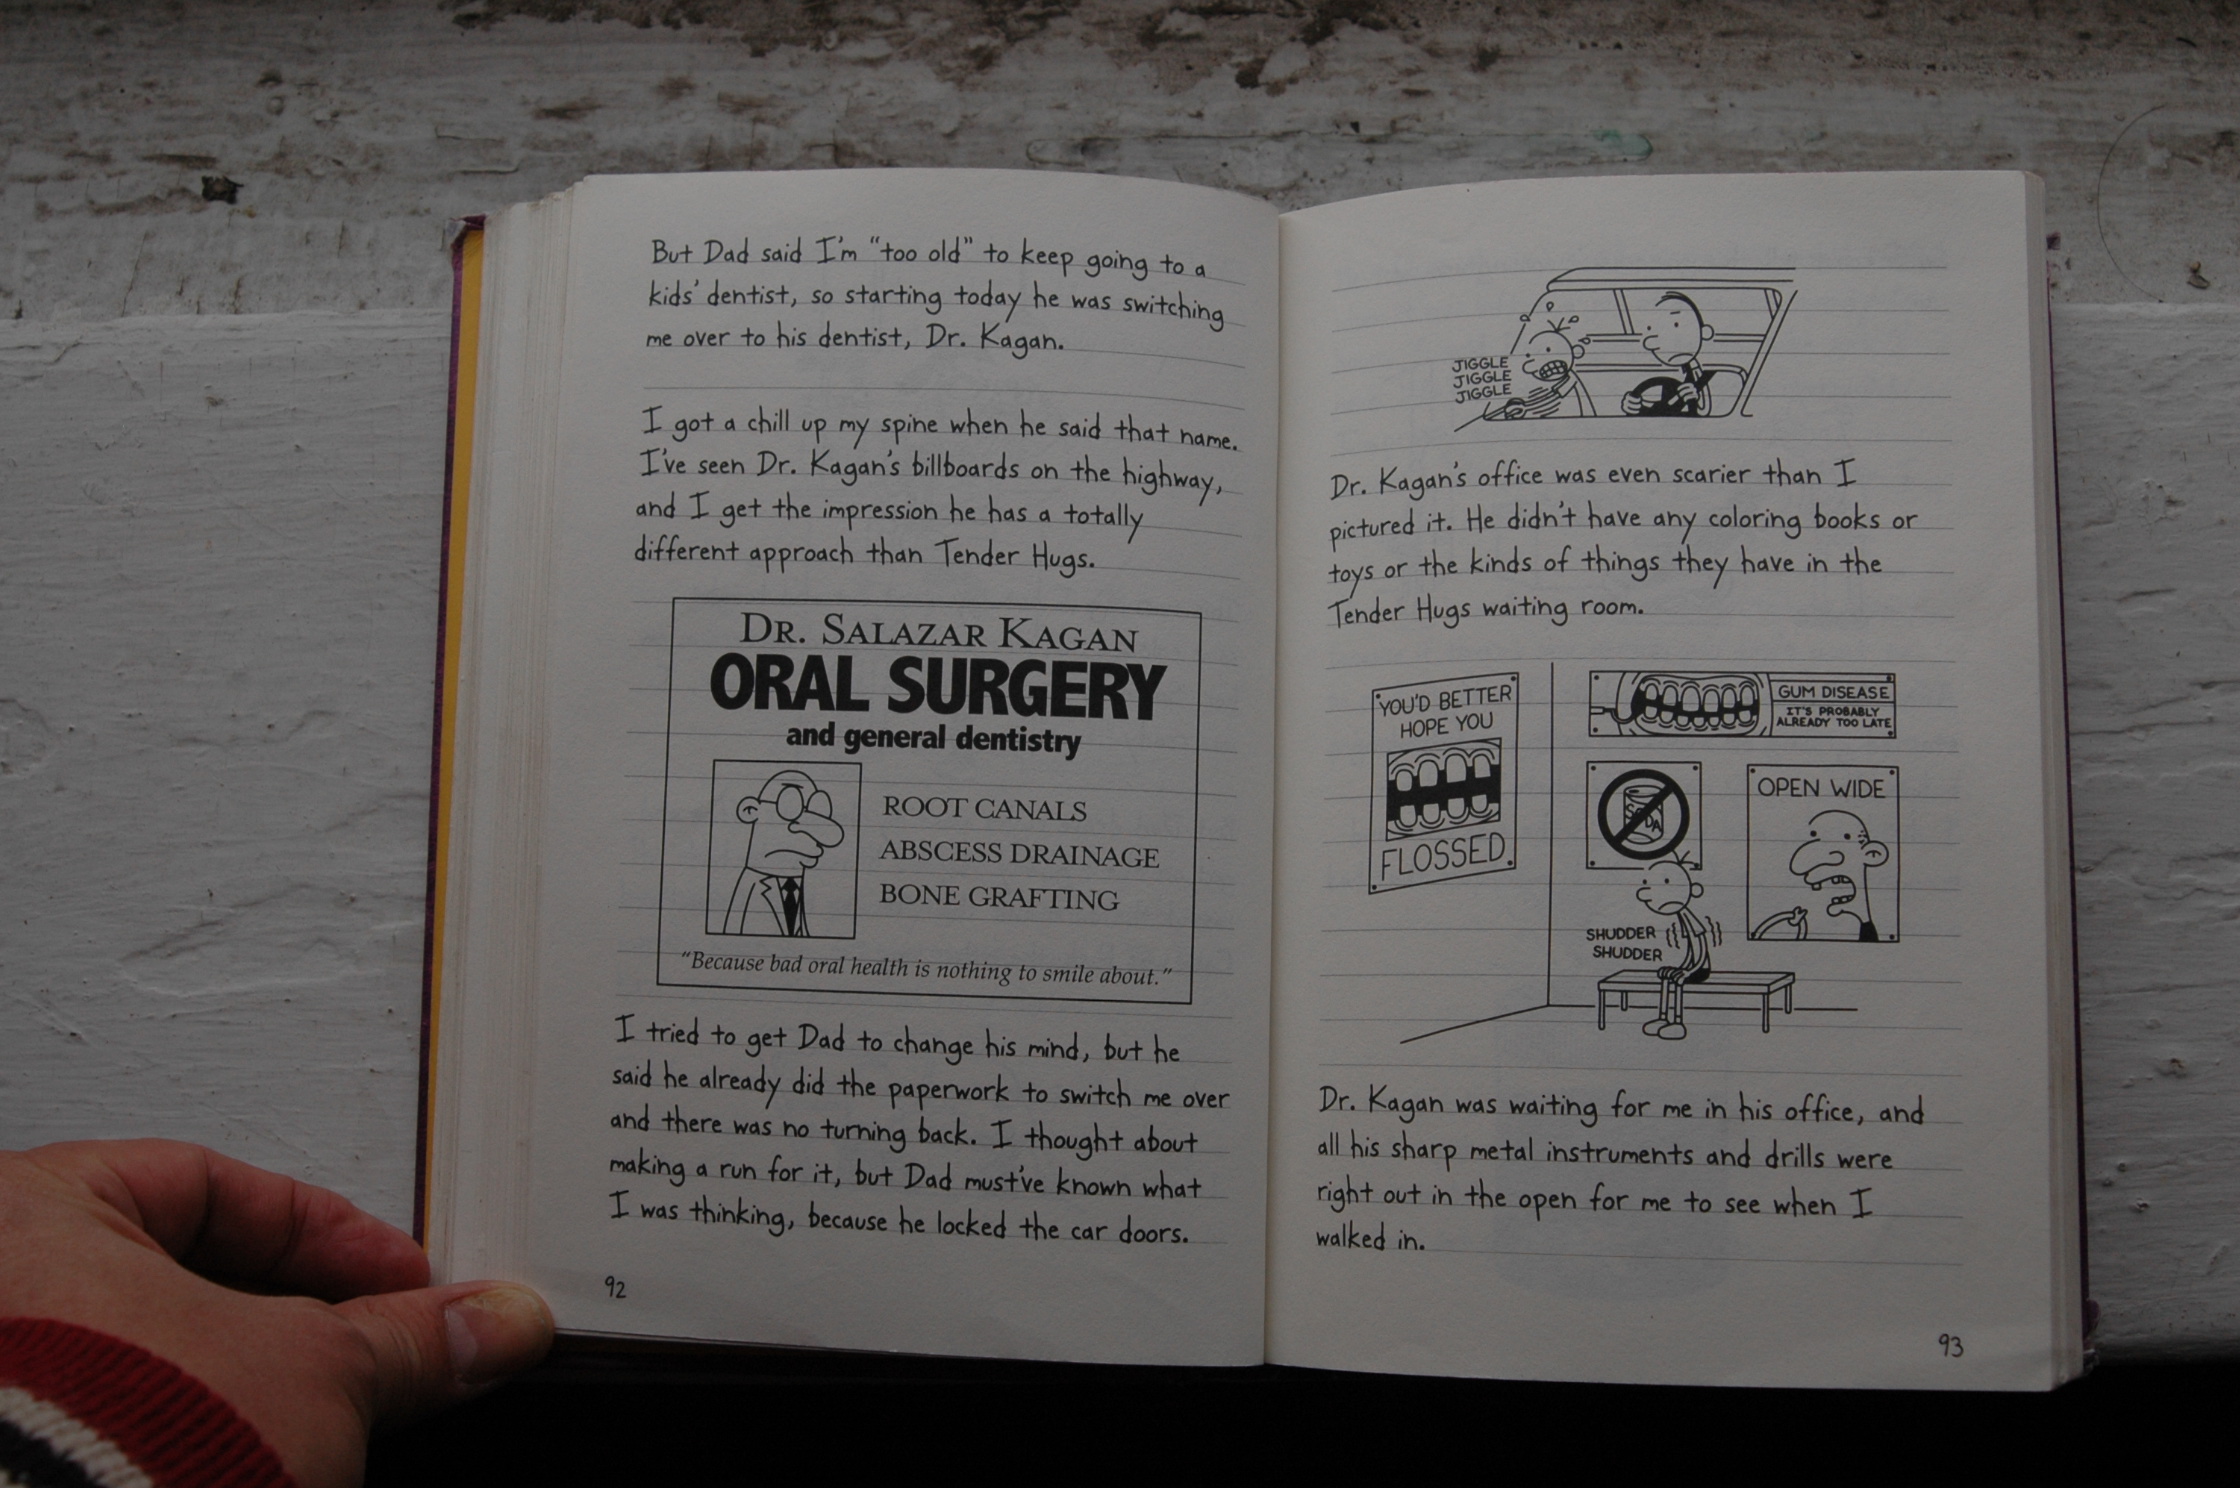 But Dad said I'm "too old" to keep going to a
kids' dentist, so starting today he was switching
me over to his dentist, Dr. Kagan.
I got a chill up my spine when he said that name.
I've seen Dr. Kagan's billboards on the highway,
and I get the impression he has a totally
different approach than Tender Hugs.
DR. SALAZAR KAGAN
ORAL SURGERY
and general dentistry
ROOT CANALS
ABSCESS DRAINAGE
BONE GRAFTING
"Because bad oral health is nothing to smile about."
I tried to get Dad to change his mind, but he
said he already did the paperwork to switch me over
and there was no turning back. I thought about
making a run for it, but Dad must've known what
I was thinking, because he locked the car doors.
92
JIGGLE
JIGGLE
JIGGLE
Dr. Kagan's office was even scarier than I
pictured it. He didn't have any coloring books or
toys or the kinds of things they have in the
Tender Hugs waiting room.
YOU'D BETTER
HOPE YOU
FLOSSED.
GUM DISEASE
IT'S PROBABLY
ALREADY TOO LATE
SODA
OPEN WIDE
SHUDDER
SHUDDER
Dr. Kagan was waiting for me in his office, and
all his sharp metal instruments and drills were
right out in the open for me to see when I
walked in.
93